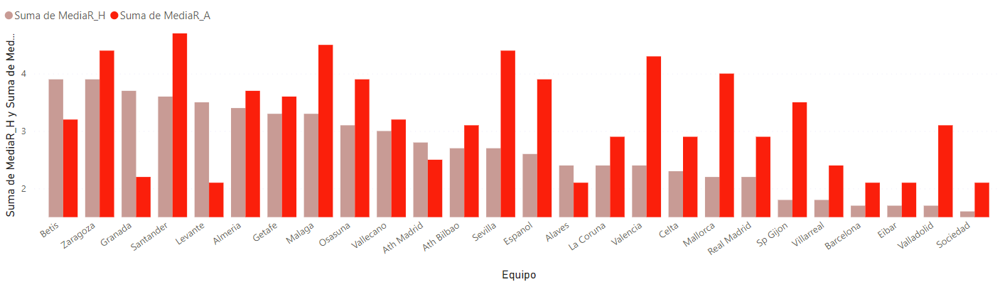 Suma de MediaR_H Suma de MediaR_A
Suma de MediaR_H y Suma de Med...
4
3
2
Betis
Zaragoza
Granada
Santander
Levante
Almeria
Getafe
Malaga
Osasuna
Vallecano
Ath Madrid
Ath Bilbao
Sevilla
Espanol
Alaves
La Coruna
Valencia
Celta
Mallorca
Real Madrid
Sp Gijon
Villarreal
Barcelona
Eibar
Valladolid
Sociedad
Equipo